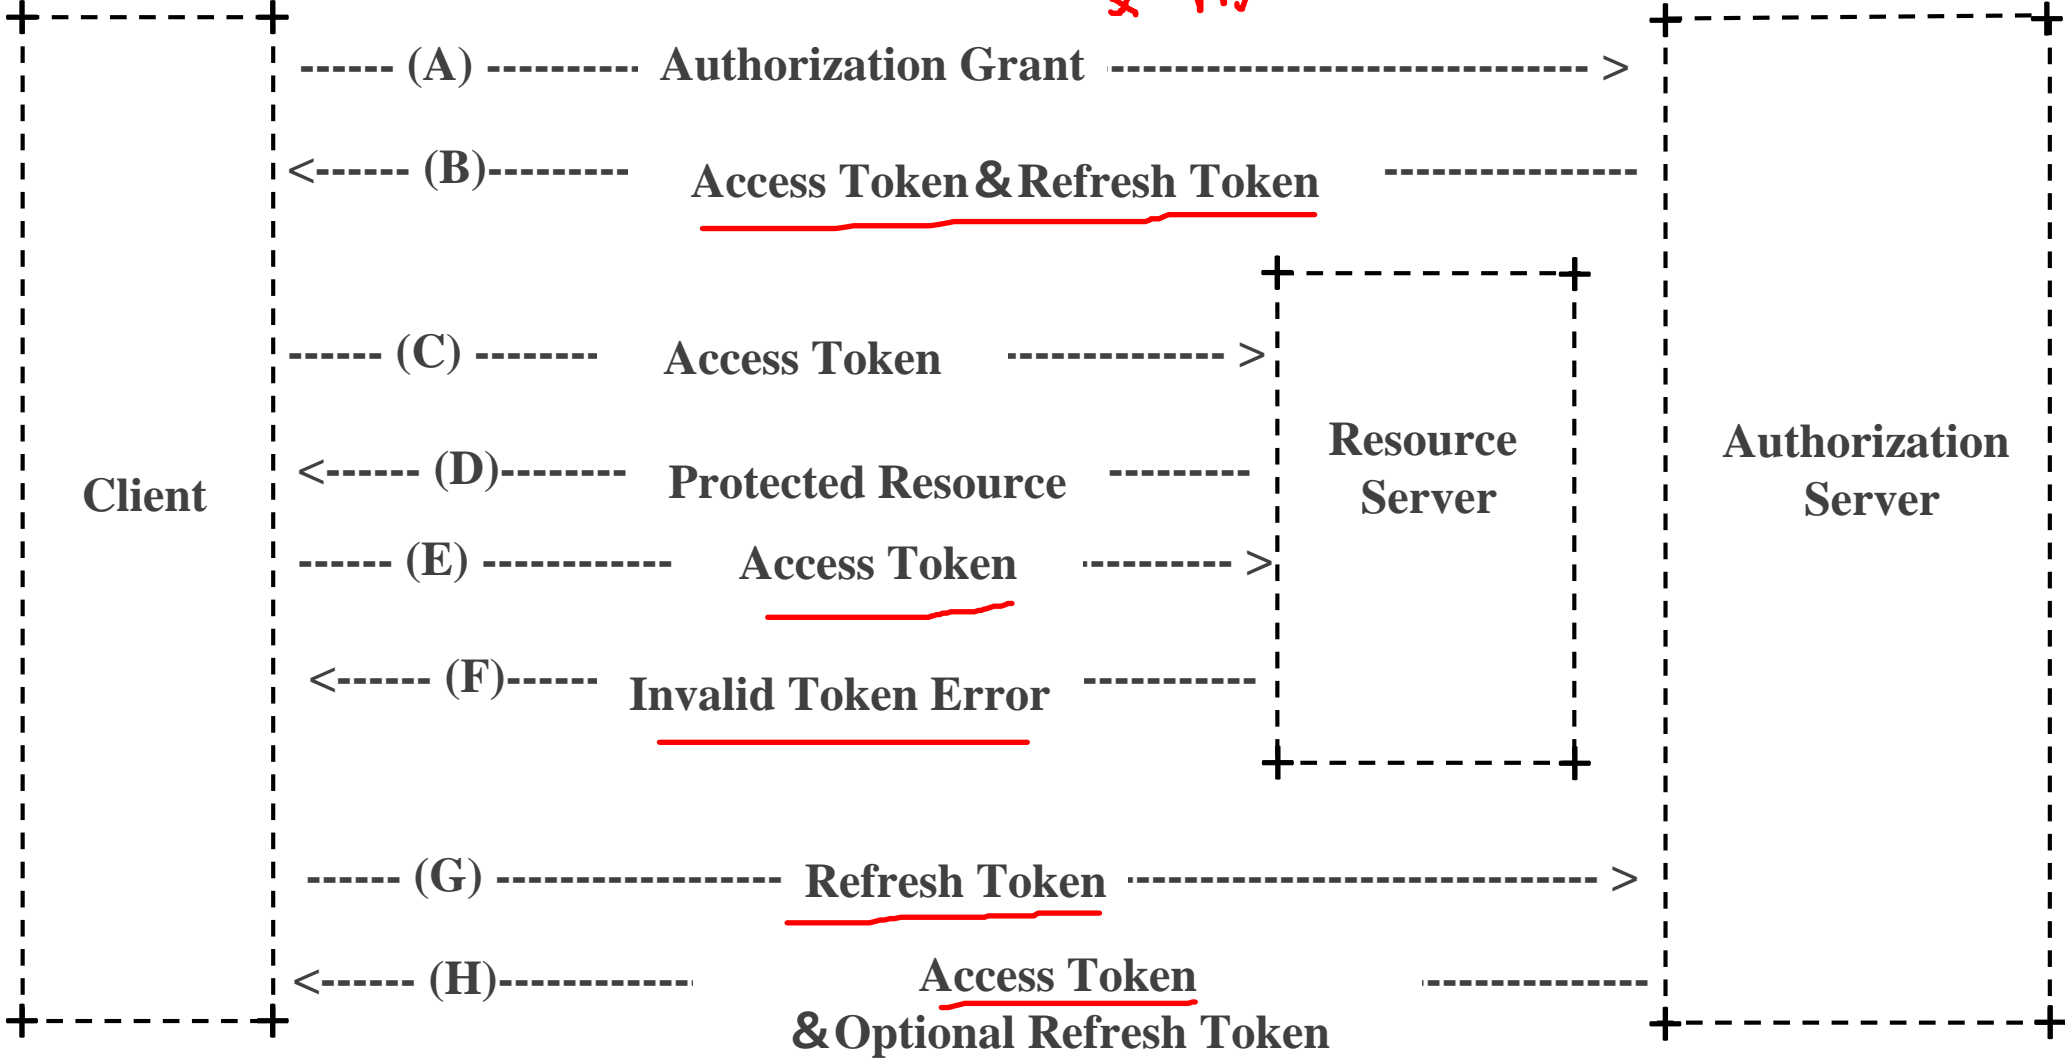 ------ (A) ---------- Authorization Grant ------------------------------- >
<------ (B)--------- Access Token&Refresh Token ----------------
------ (C) -------- Access Token -------------- >
Resource
Server
Authorization
Server
Client
<------ (D)-------- Protected Resource ---------
------ (E) ------------ Access Token ---------- >
<------ (F)------ Invalid Token Error -----------
------ (G) ------------------ Refresh Token ------------------------------ >
<------ (H)------------- Access Token ---------------
&Optional Refresh Token